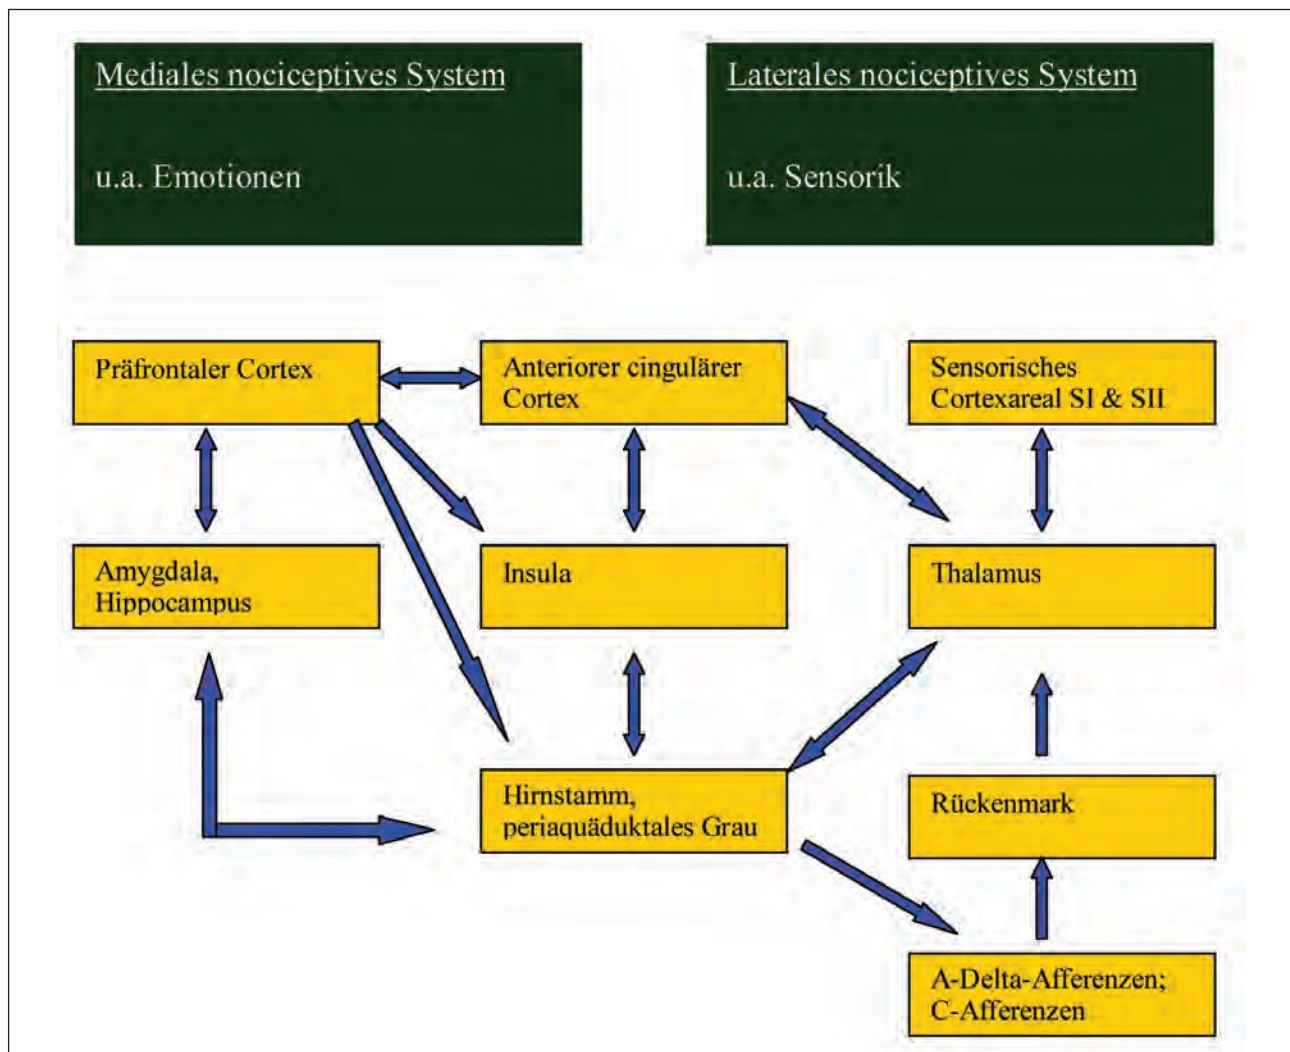 Mediales nociceptives System
u.a. Emotionen
Laterales nociceptives System
u.a. Sensorik
Präfrontaler Cortex
Anteriorer cingulärer
Cortex
Sensorisches
Cortexareal SI & SII
Amygdala,
Hippocampus
Insula
Thalamus
Hirnstamm,
periaquäduktales Grau
Rückenmark
A-Delta-Afferenzen;
C-Afferenzen